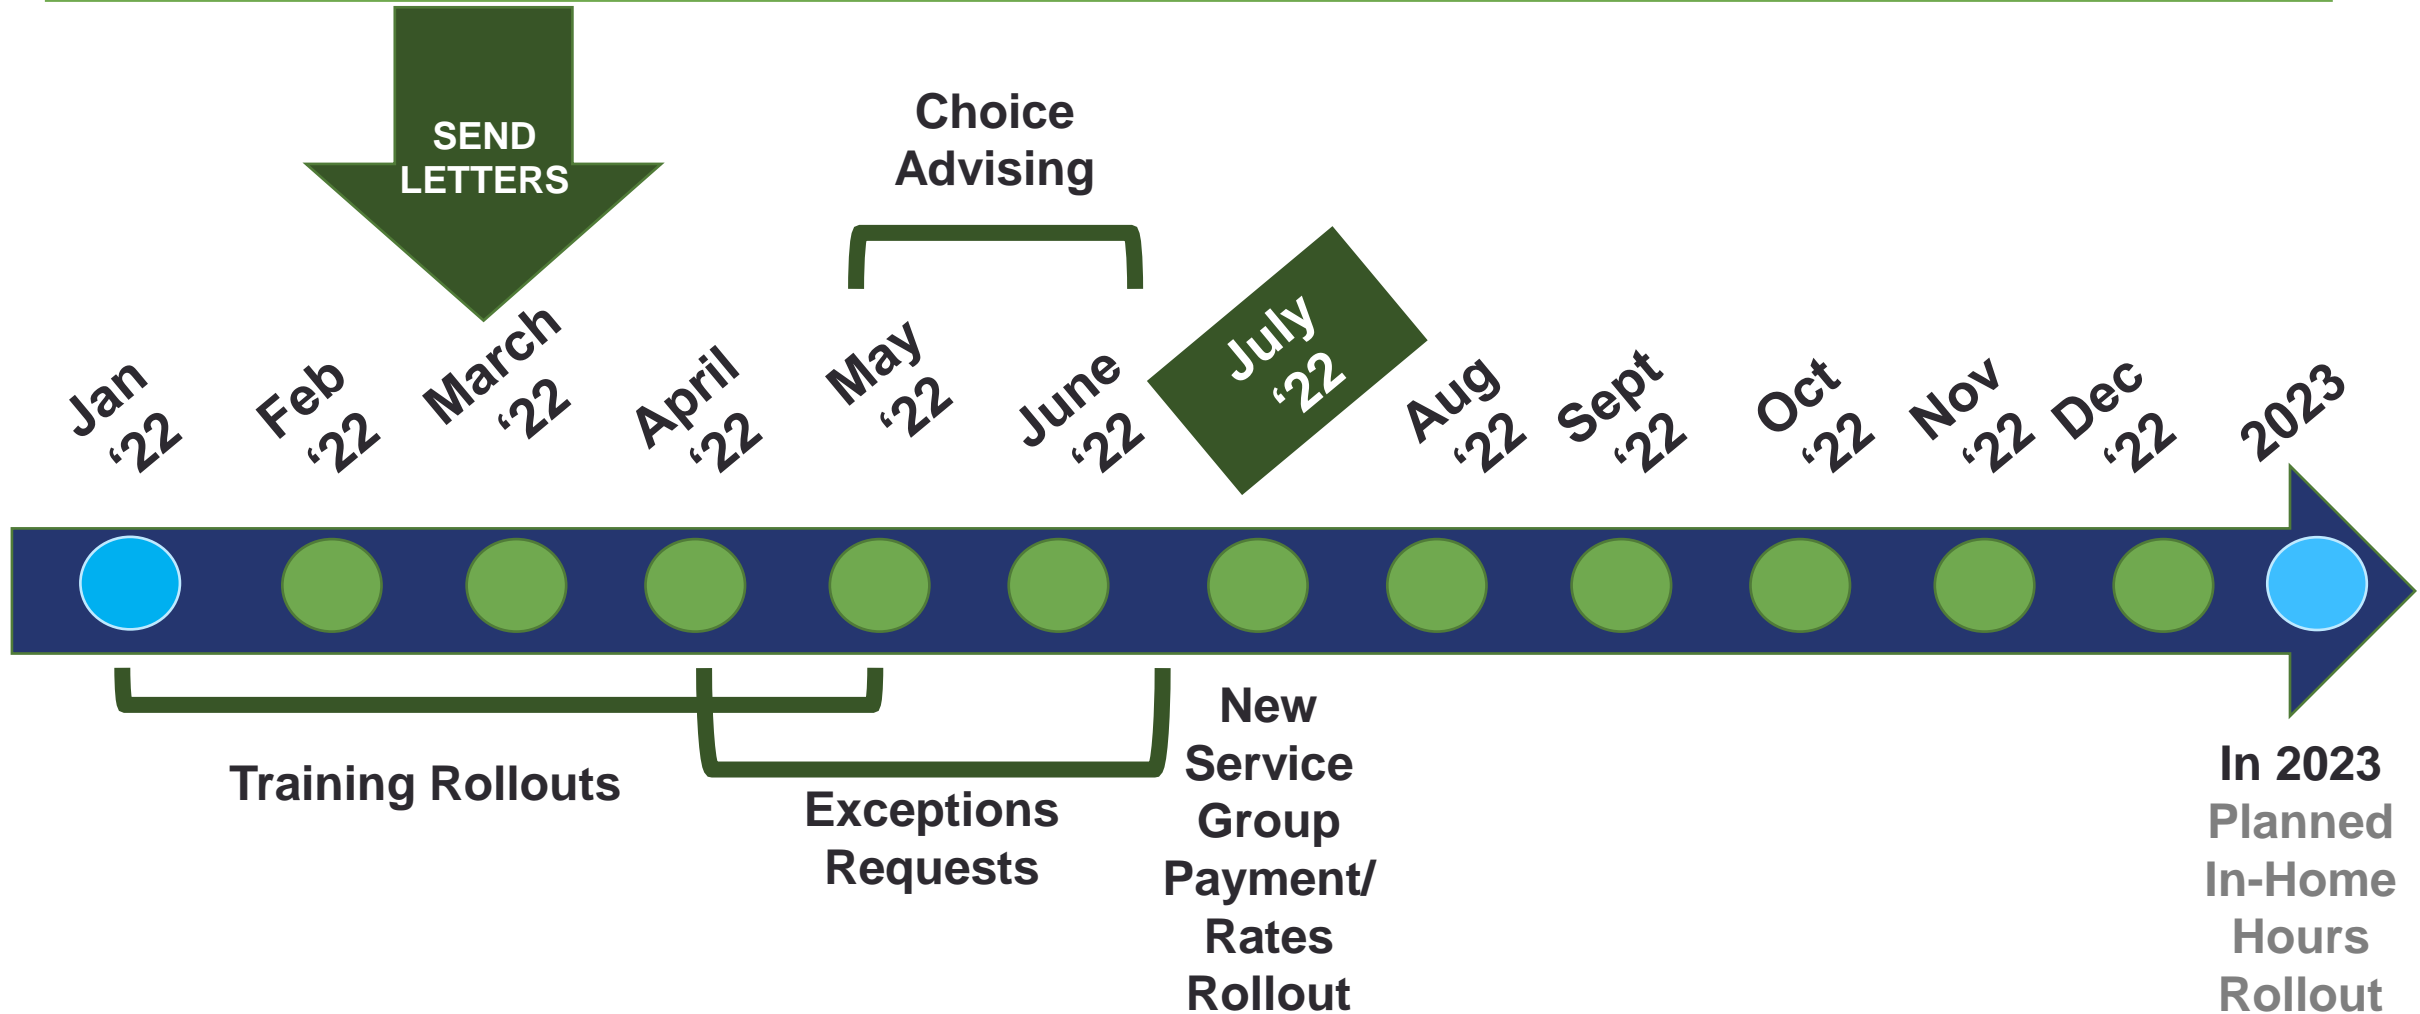 SEND
LETTERS
Choice
Advising
Jan
‘22
Feb
‘22
March
‘22
April
‘22
May
‘22
June
‘22
July
‘22
Aug
‘22
Sept
‘22
Oct
‘22
Nov
‘22
Dec
‘22
2023
Training Rollouts
Exceptions
Requests
New
Service
Group
Payment/
Rates
Rollout
In 2023
Planned
In-Home
Hours
Rollout